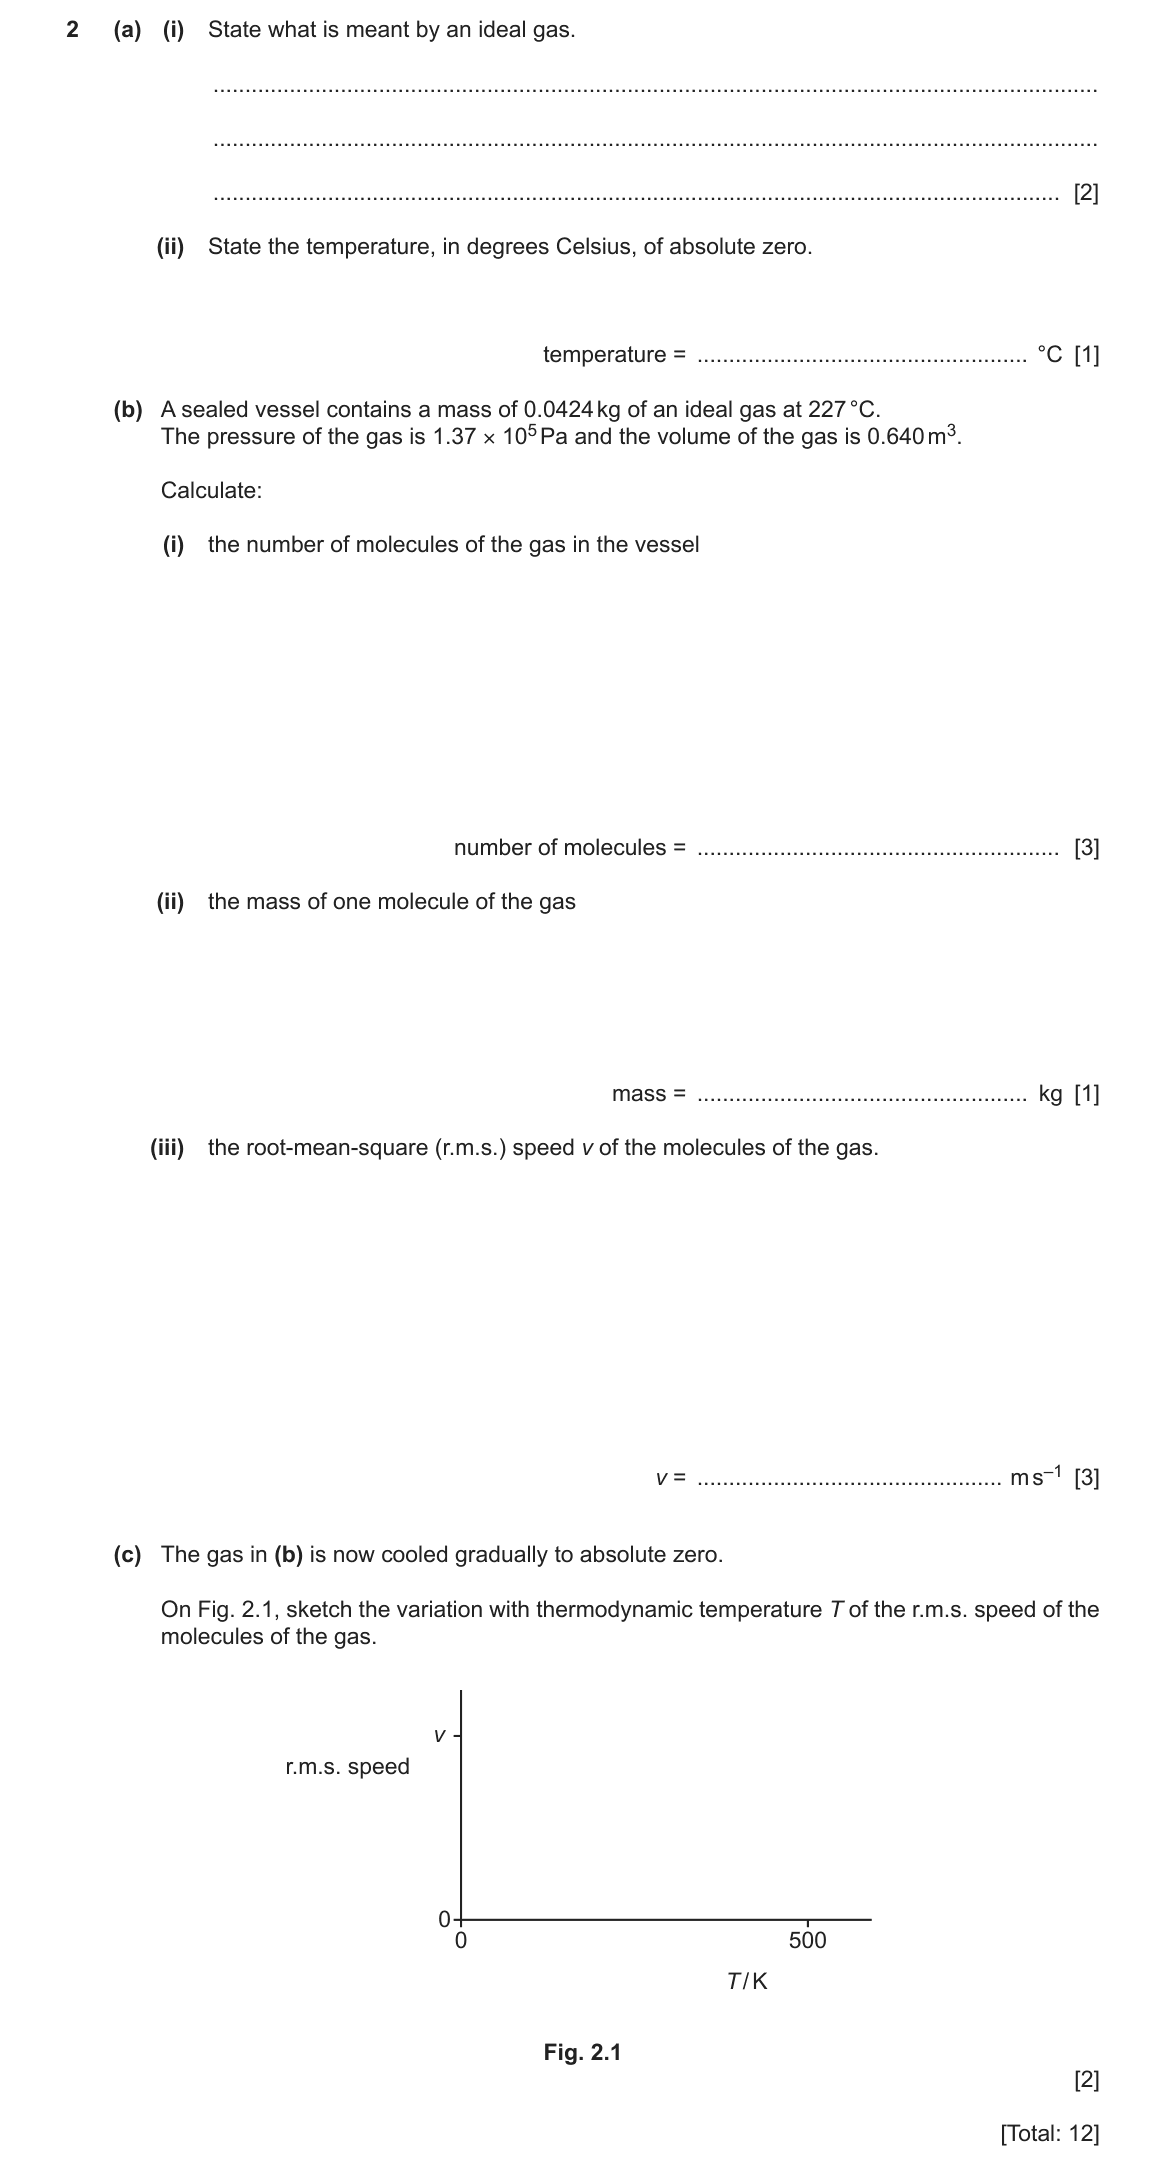 2 (a) (i) State what is meant by an ideal gas.
..........................................................................................................................................
..........................................................................................................................................
.................................................................................................................................... [2]
(ii) State the temperature, in degrees Celsius, of absolute zero.
temperature = .................................................... °C [1]
(b) A sealed vessel contains a mass of 0.0424 kg of an ideal gas at 227 °C.
The pressure of the gas is 1.37 × 10⁵ Pa and the volume of the gas is 0.640 m³.
Calculate:
(i) the number of molecules of the gas in the vessel
number of molecules = ......................................................... [3]
(ii) the mass of one molecule of the gas
mass = .................................................... kg [1]
(iii) the root-mean-square (r.m.s.) speed v of the molecules of the gas.
v = ................................................ m s⁻¹ [3]
(c) The gas in (b) is now cooled gradually to absolute zero.
On Fig. 2.1, sketch the variation with thermodynamic temperature T of the r.m.s. speed of the
molecules of the gas.
v
r.m.s. speed
0
0 500
T / K
Fig. 2.1
[2]
[Total: 12]